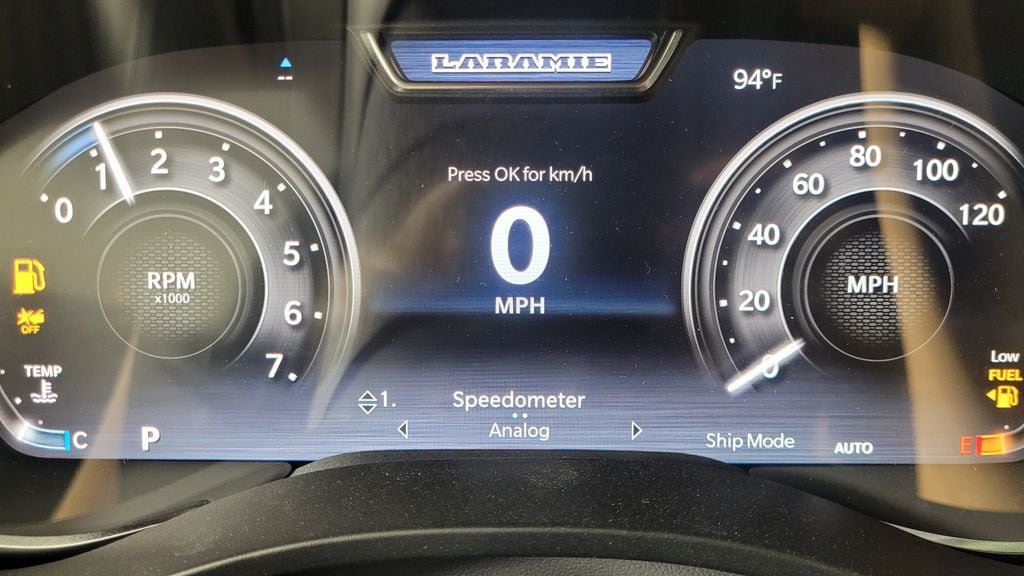 LARAMIE
--
94°F
0
1
2
3
4
5
6
7
RPM
x1000
OFF
TEMP
C
P
Press OK for km/h
0
MPH
1. Speedometer
Analog
0
20
40
60
80
100
120
MPH
Low
FUEL
E
Ship Mode
AUTO